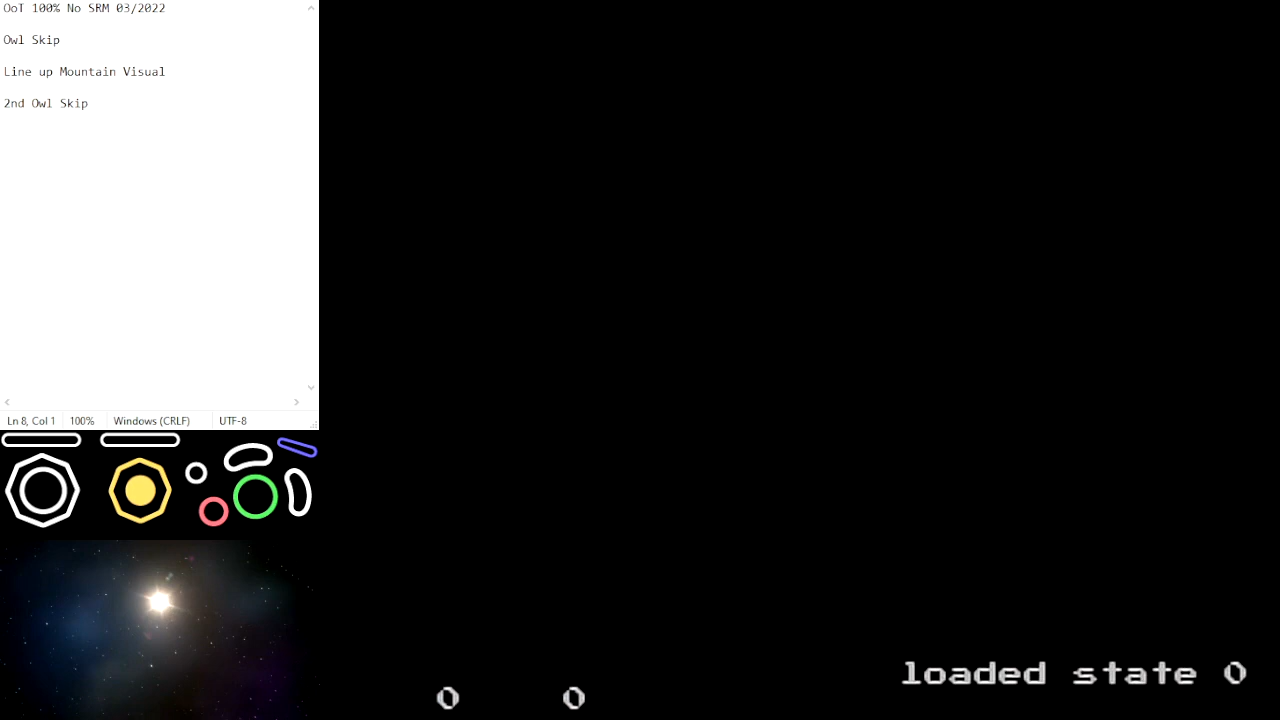 OoT 100% No SRM 03/2022
Owl Skip
Line up Mountain Visual
2nd Owl Skip
Ln 8, Col 1 100% Windows (CRLF) UTF-8
loaded state 0
0 0